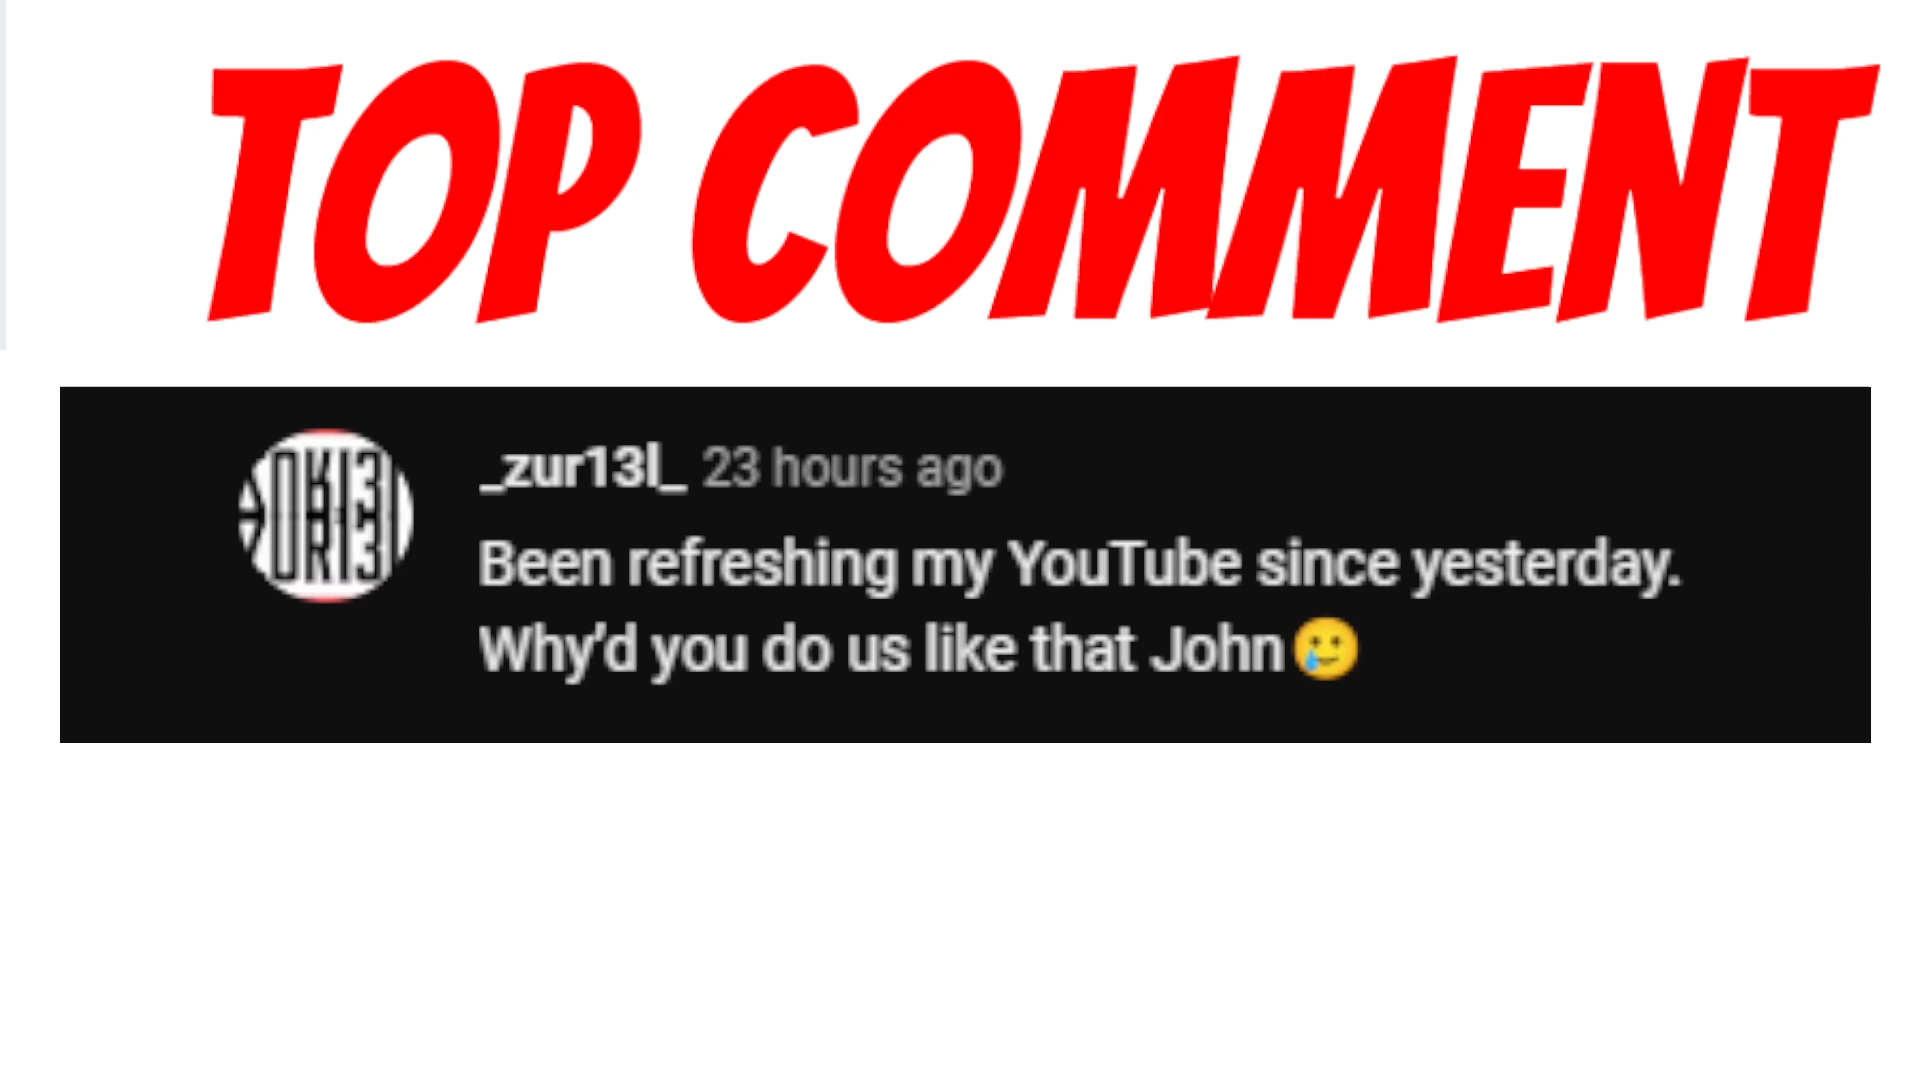 TOP COMMENT
_zur13l_ 23 hours ago
Been refreshing my YouTube since yesterday.
Why'd you do us like that John🥲